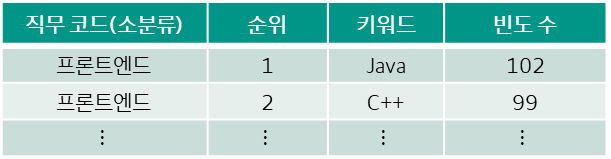 직무 코드(소분류) 순위 키워드 빈도 수
프론트엔드 1 Java 102
프론트엔드 2 C++ 99
⋮ ⋮ ⋮ ⋮